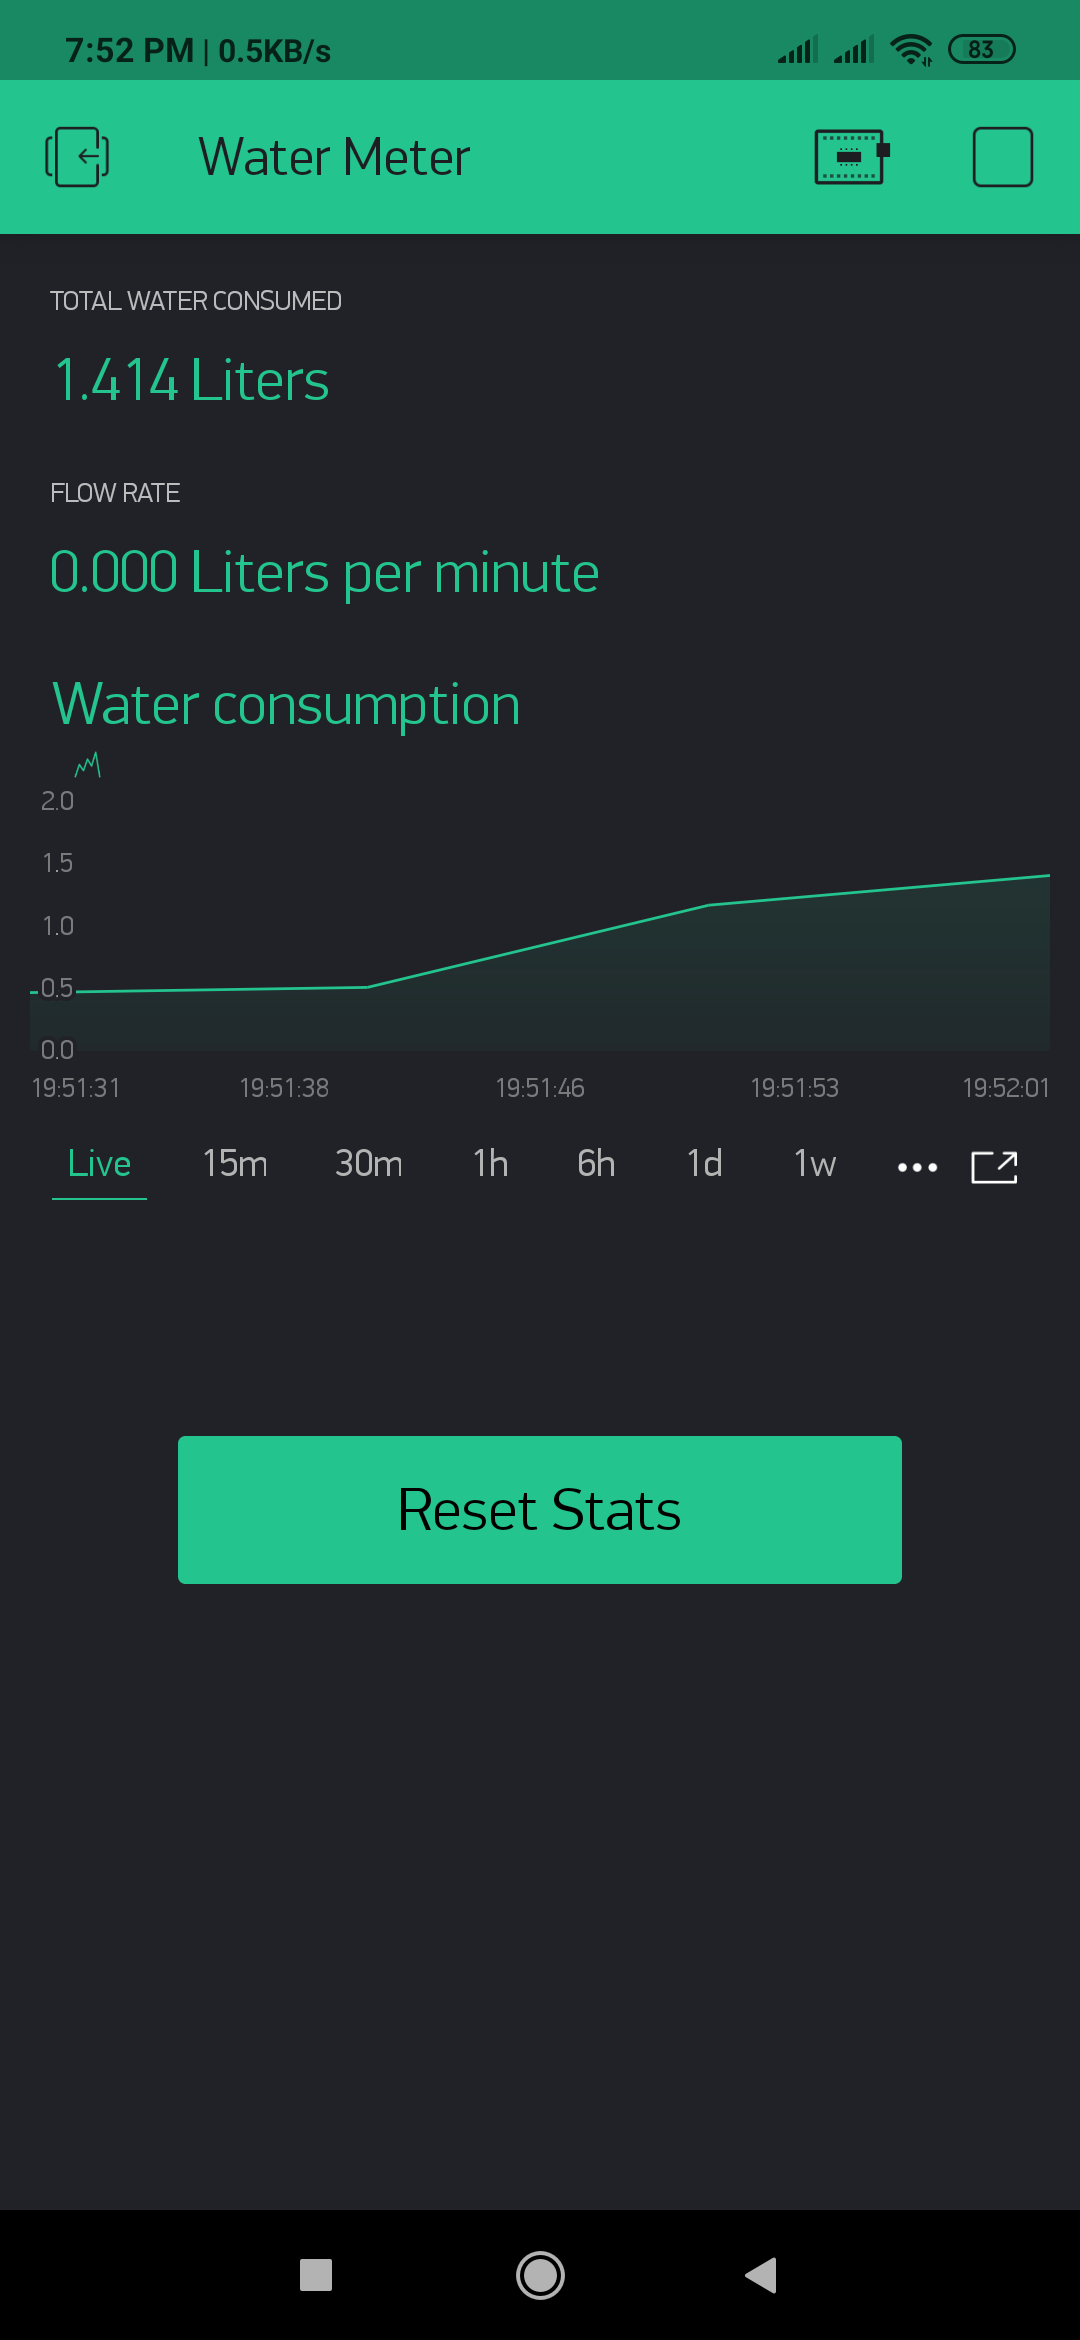 7:52 PM | 0.5KB/s 83
Water Meter
TOTAL WATER CONSUMED
1.414 Liters
FLOW RATE
0.000 Liters per minute
Water consumption
2.0
1.5
1.0
0.5
0.0
19:51:31 19:51:38 19:51:46 19:51:53 19:52:01
Live 15m 30m 1h 6h 1d 1w
Reset Stats